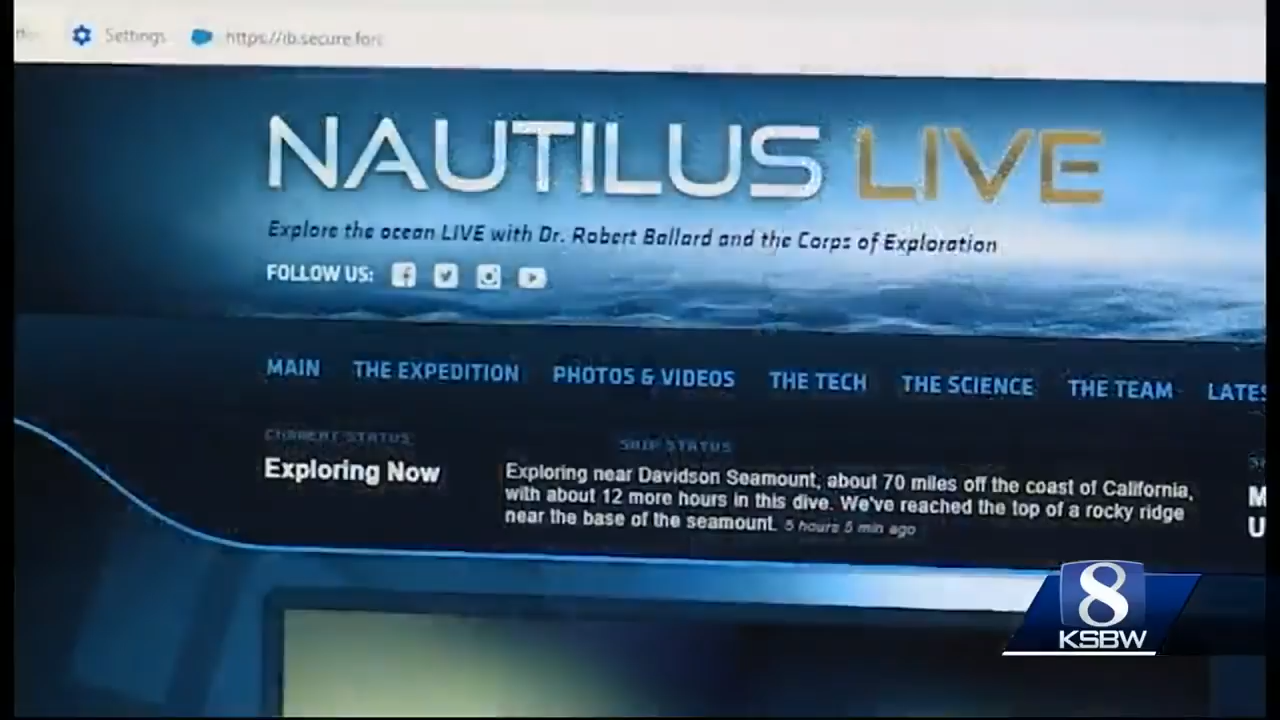 Settings
https://ib.secure.for
NAUTILUS LIVE
Explore the ocean LIVE with Dr. Robert Ballard and the Corps of Exploration
FOLLOW US:
MAIN THE EXPEDITION PHOTOS & VIDEOS THE TECH THE SCIENCE THE TEAM LATES
CURRENT STATUS
SHIP STATUS
Exploring Now
Exploring near Davidson Seamount, about 70 miles off the coast of California,
with about 12 more hours in this dive. We've reached the top of a rocky ridge
near the base of the seamount. 5 hours 5 min ago
M
U
8
KSBW